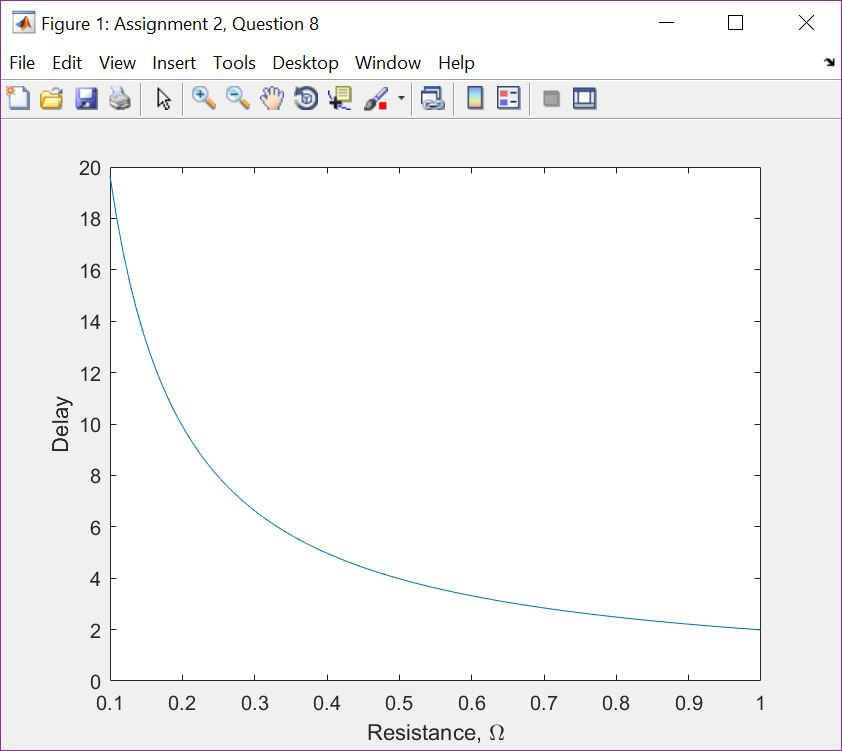 Figure 1: Assignment 2, Question 8
File Edit View Insert Tools Desktop Window Help
20
18
16
14
12
10
8
6
4
2
0
Delay
0.1 0.2 0.3 0.4 0.5 0.6 0.7 0.8 0.9 1
Resistance, Ω